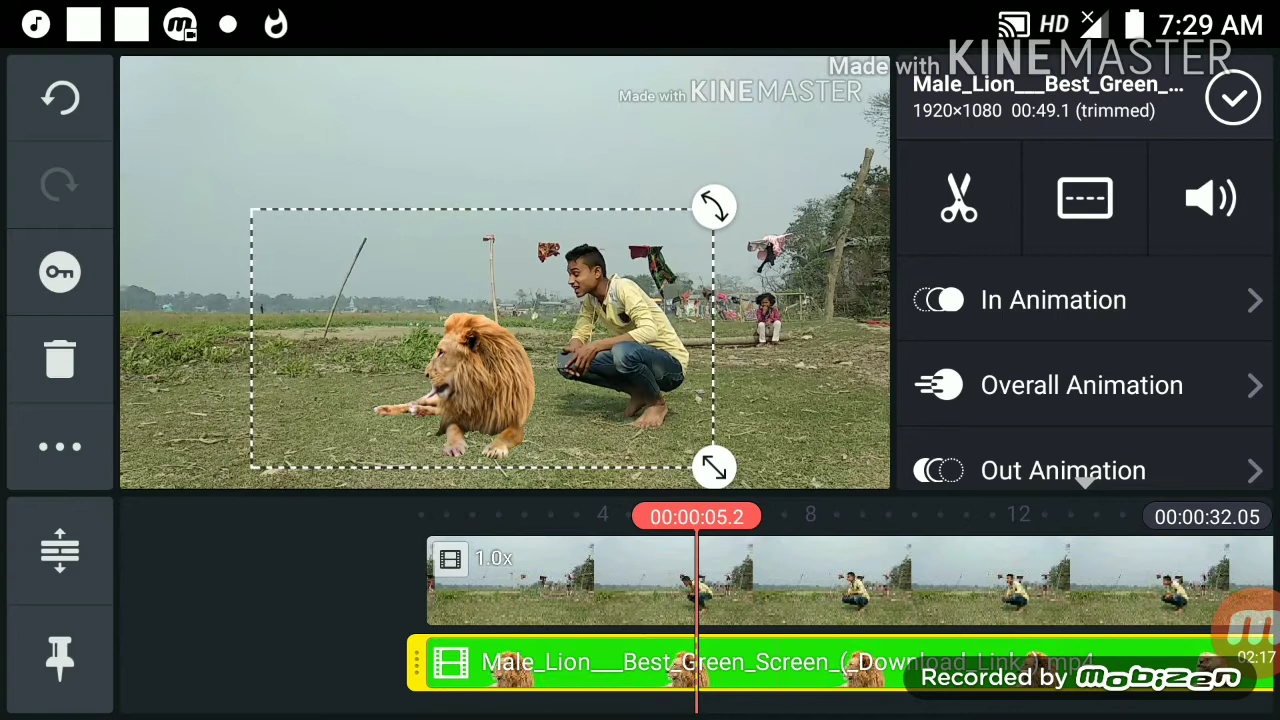 HD
7:29 AM
Made with KINEMASTER
Made with KINEMASTER
Male_Lion___Best_Green_...
1920×1080 00:49.1 (trimmed)
In Animation
Overall Animation
Out Animation
4
00:00:05.2
8
12
00:00:32.05
1.0x
Male_Lion___Best_Green_Screen_(_Download_Link_).mp4
02:17
Recorded by mobizen